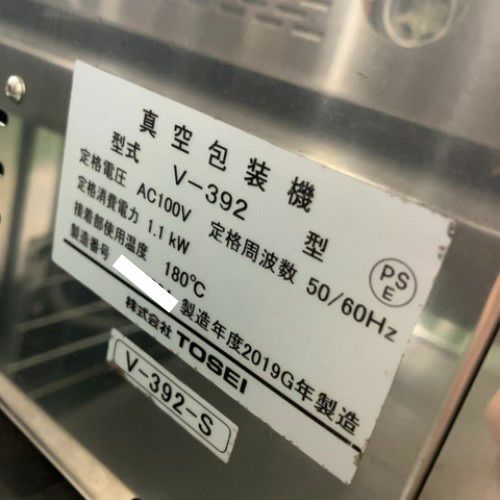 真空包装機
型式 V-392 型
定格電圧 AC100V 定格周波数 50/60Hz
定格消費電力 1.1 kW
接着部使用温度 180℃
製造番号 製造年度2019G年製造
株式会社 TOSEI
PSE
V-392-S